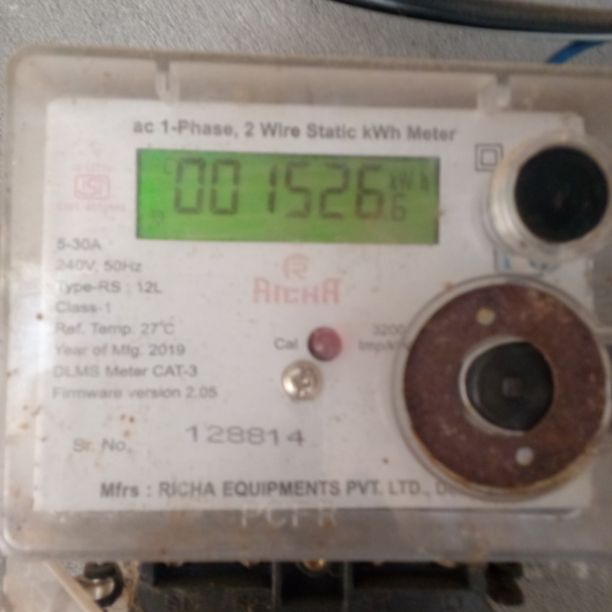 ac 1-Phase, 2 Wire Static kWh Meter
001526.6 kWh
5-30A
240V, 50Hz
Type-RS : 12L
Class-1
Ref. Temp. 27°C
Year of Mfg. 2019
DLMS Meter CAT-3
Firmware version 2.05
RICHA
Cal
3200
Imp/k
Sr. No.
128814
Mfrs : RICHA EQUIPMENTS PVT. LTD.,